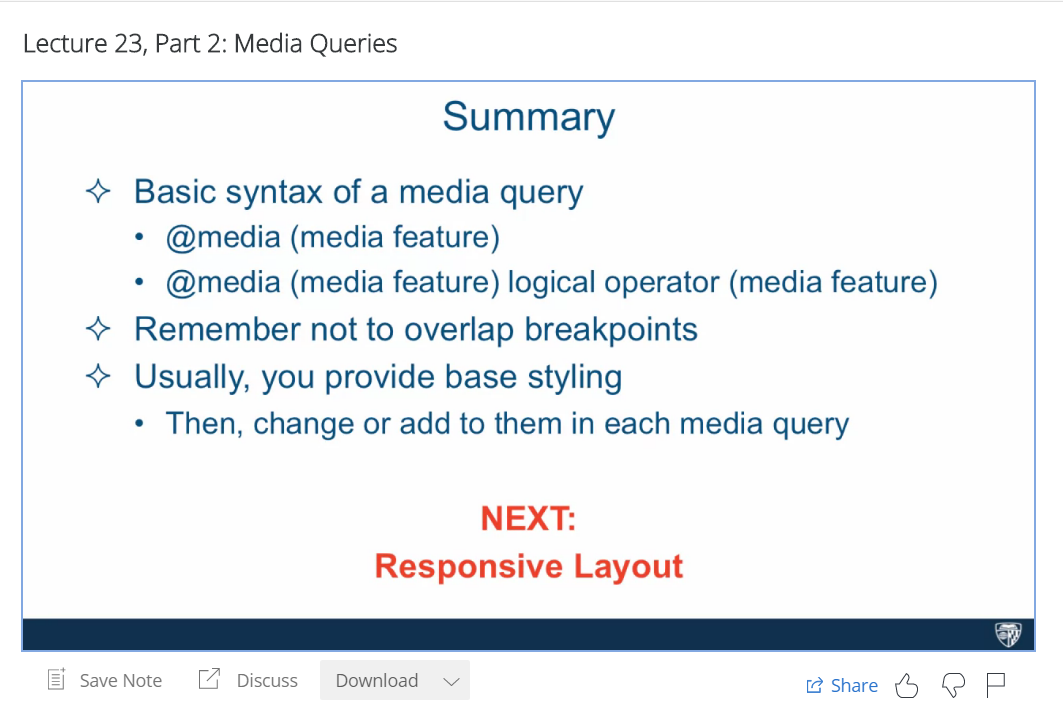 Lecture 23, Part 2: Media Queries
Summary
Basic syntax of a media query
• @media (media feature)
• @media (media feature) logical operator (media feature)
Remember not to overlap breakpoints
Usually, you provide base styling
• Then, change or add to them in each media query
NEXT:
Responsive Layout
Save Note Discuss Download Share